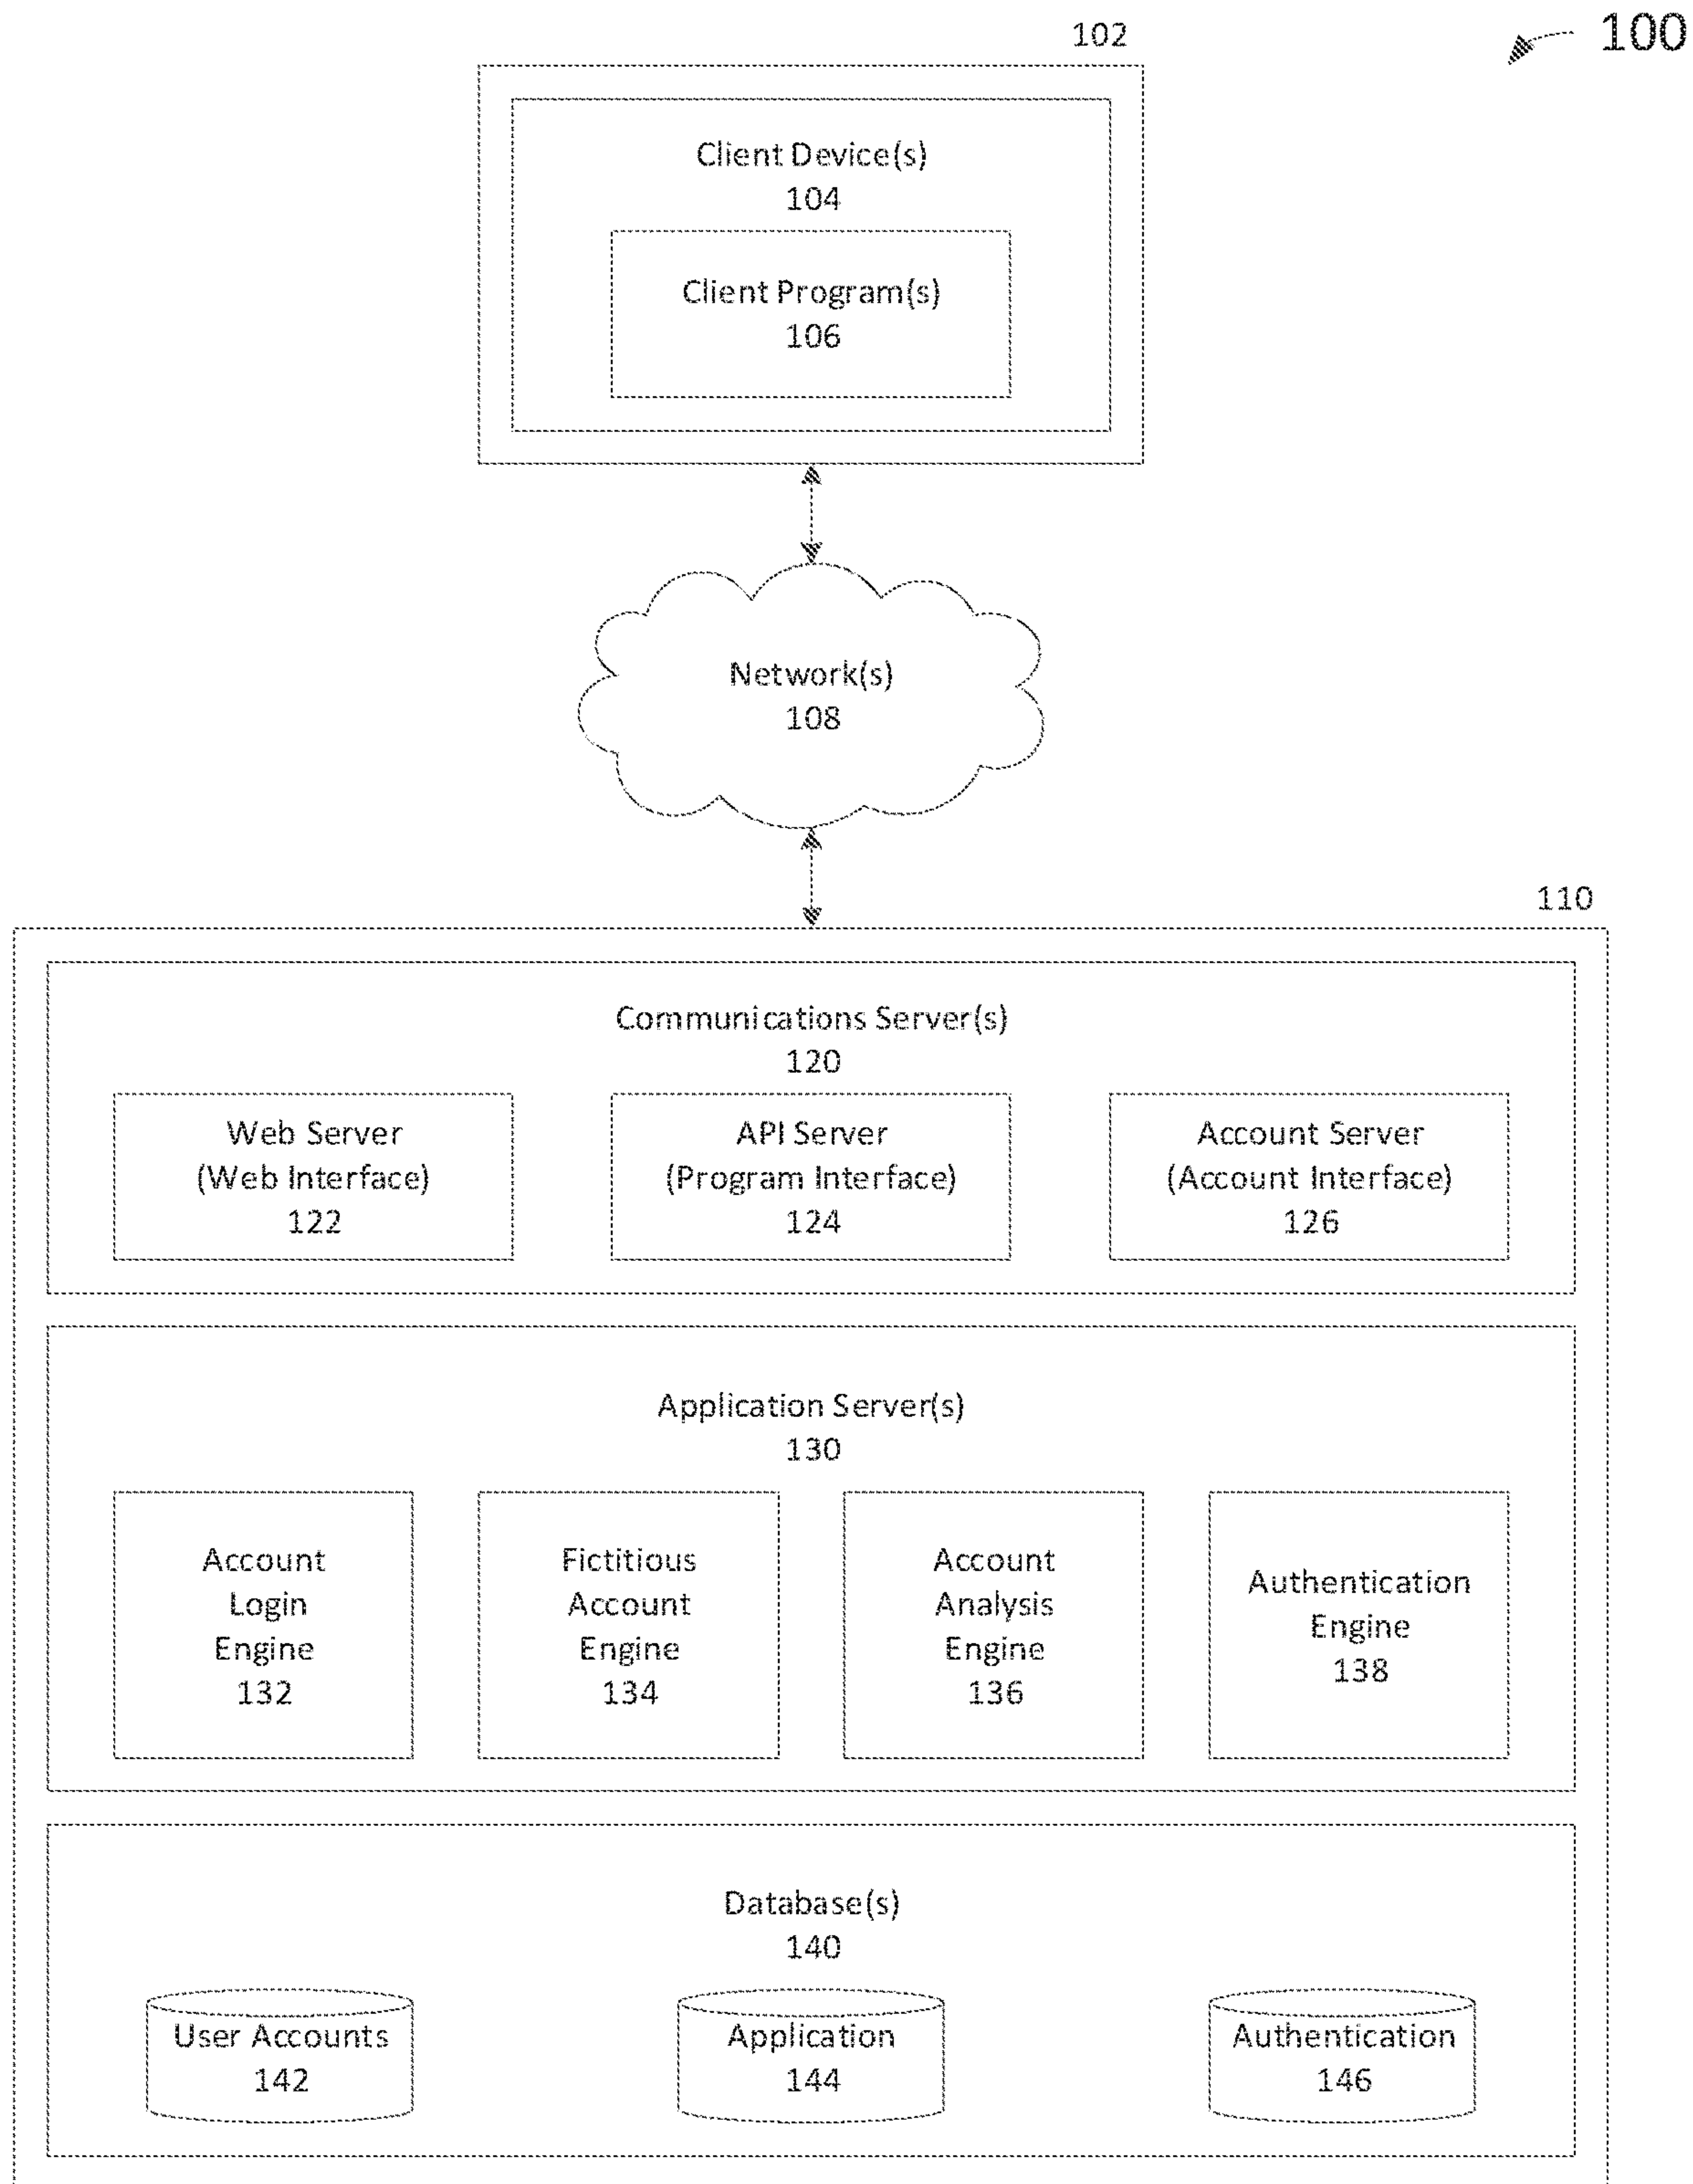 100
102
Client Device(s)
104
Client Program(s)
106
Network(s)
108
110
Communications Server(s)
120
Web Server
(Web Interface)
122
API Server
(Program Interface)
124
Account Server
(Account Interface)
126
Application Server(s)
130
Account
Login
Engine
132
Fictitious
Account
Engine
134
Account
Analysis
Engine
136
Authentication
Engine
138
Database(s)
140
User Accounts
142
Application
144
Authentication
146